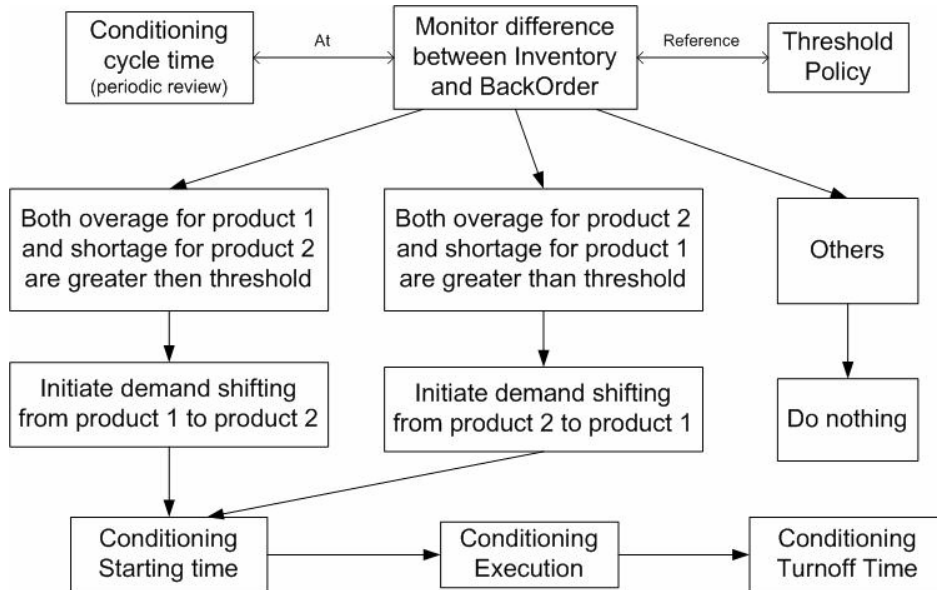 Conditioning
cycle time
(periodic review)
At
Monitor difference
between Inventory
and BackOrder
Reference
Threshold
Policy
Both overage for product 1
and shortage for product 2
are greater then threshold
Both overage for product 2
and shortage for product 1
are greater than threshold
Others
Initiate demand shifting
from product 1 to product 2
Initiate demand shifting
from product 2 to product 1
Do nothing
Conditioning
Starting time
Conditioning
Execution
Conditioning
Turnoff Time